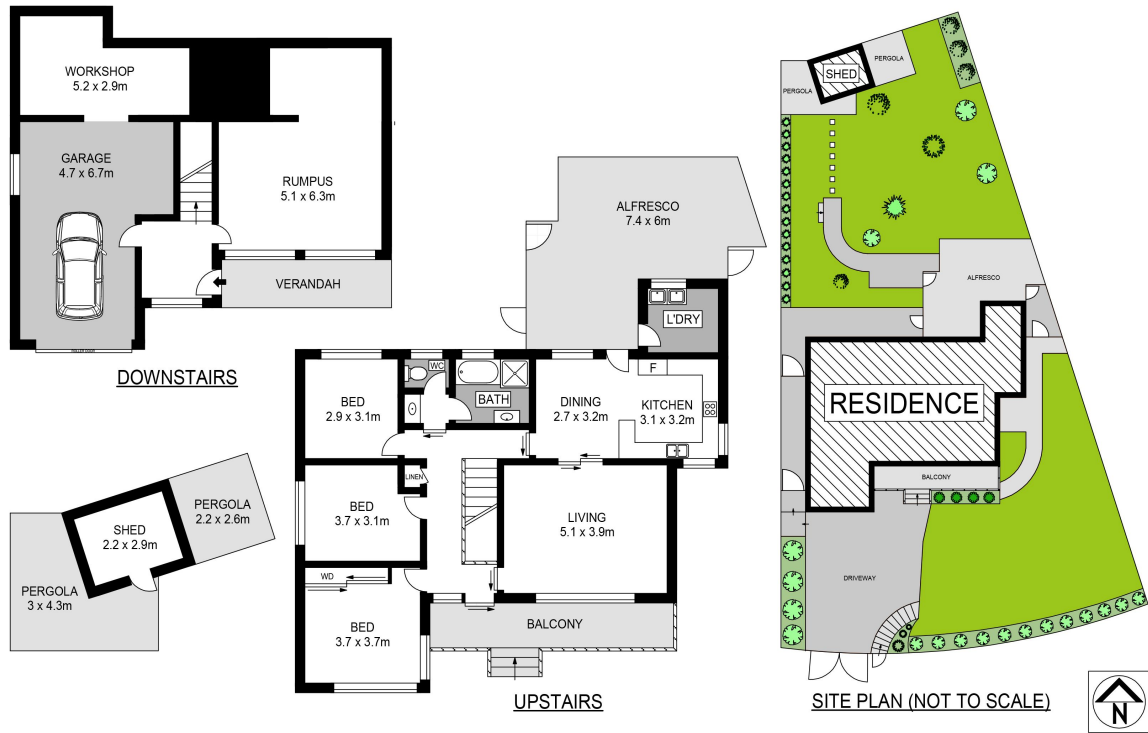 WORKSHOP
5.2 x 2.9m
GARAGE
4.7 x 6.7m
RUMPUS
5.1 x 6.3m
VERANDAH
DOWNSTAIRS
ALFRESCO
7.4 x 6m
L'DRY
WC
BATH
BED
2.9 x 3.1m
DINING
2.7 x 3.2m
F
KITCHEN
3.1 x 3.2m
LINEN
BED
3.7 x 3.1m
LIVING
5.1 x 3.9m
WD
BED
3.7 x 3.7m
BALCONY
UPSTAIRS
PERGOLA
2.2 x 2.6m
SHED
2.2 x 2.9m
PERGOLA
3 x 4.3m
PERGOLA
SHED
PERGOLA
ALFRESCO
RESIDENCE
BALCONY
DRIVEWAY
SITE PLAN (NOT TO SCALE)
N